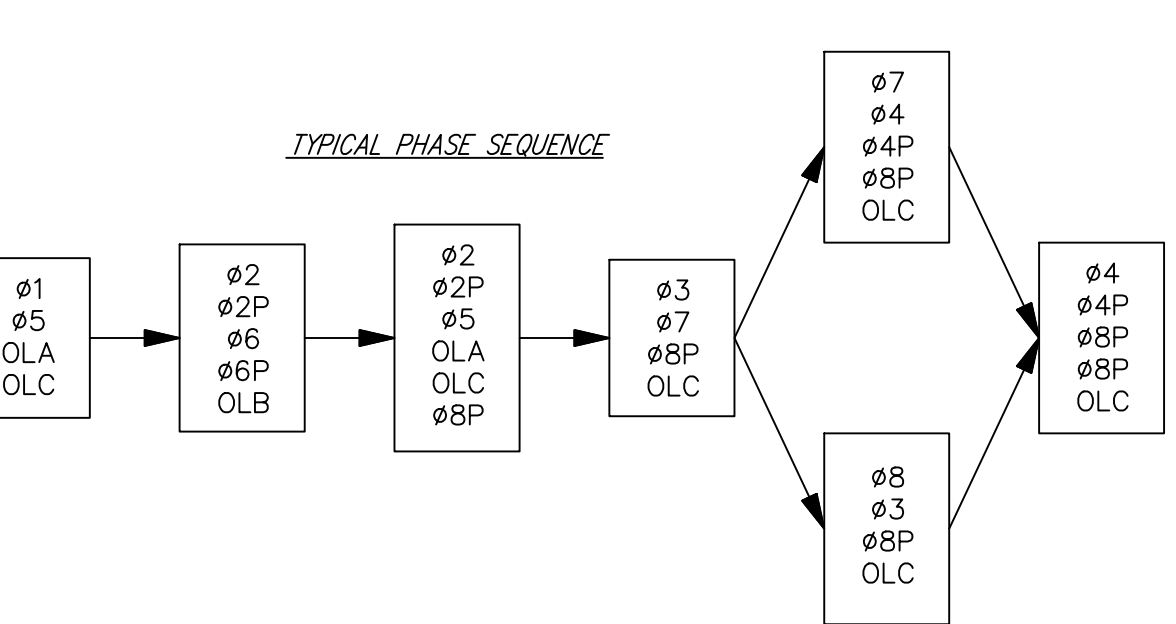 TYPICAL PHASE SEQUENCE
ø1
ø5
OLA
OLC
ø2
ø2P
ø6
ø6P
OLB
ø2
ø2P
ø5
OLA
OLC
ø8P
ø3
ø7
ø8P
OLC
ø7
ø4
ø4P
ø8P
OLC
ø8
ø3
ø8P
OLC
ø4
ø4P
ø8P
ø8P
OLC